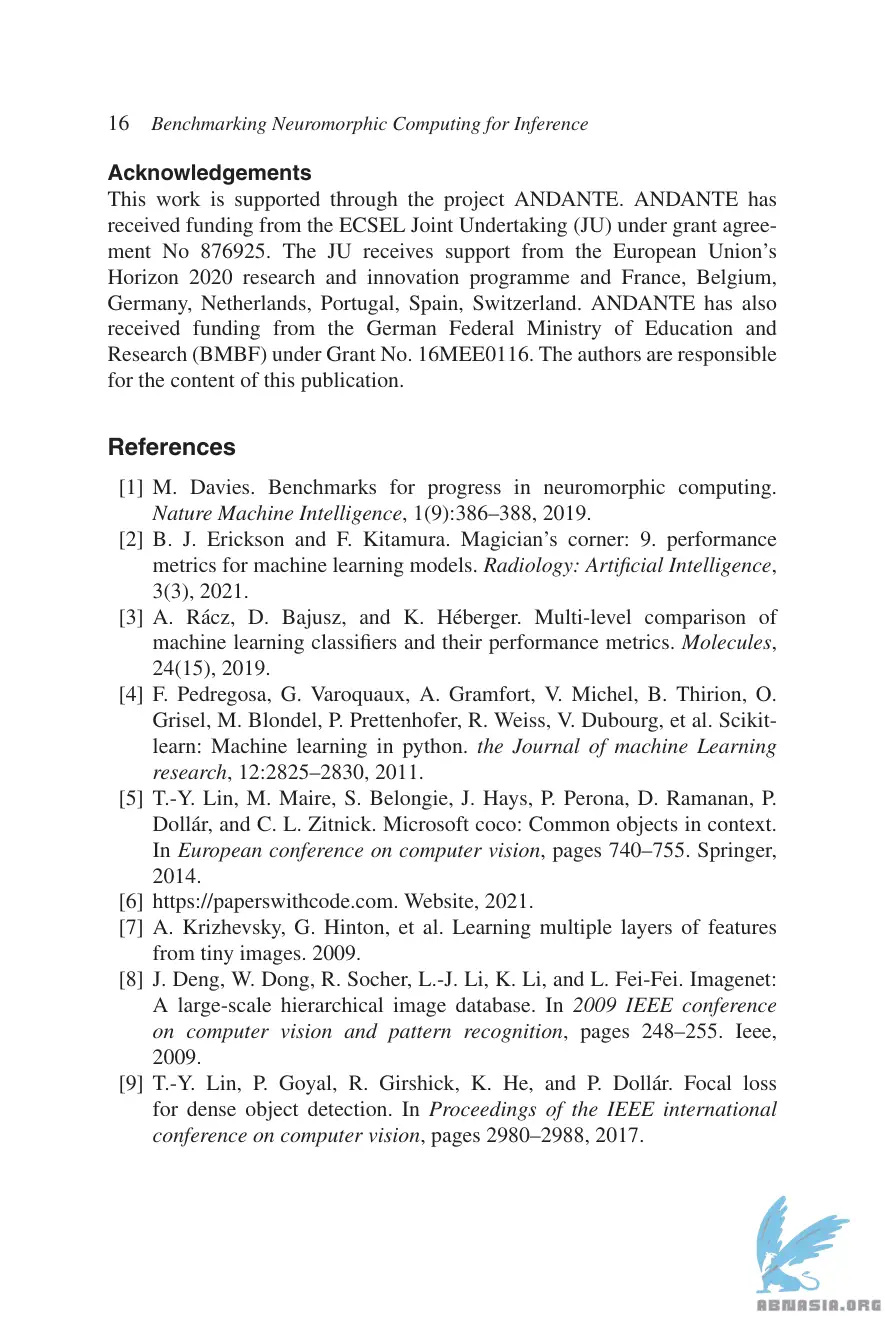 16 Benchmarking Neuromorphic Computing for Inference
Acknowledgements
This work is supported through the project ANDANTE. ANDANTE has
received funding from the ECSEL Joint Undertaking (JU) under grant agree-
ment No 876925. The JU receives support from the European Union’s
Horizon 2020 research and innovation programme and France, Belgium,
Germany, Netherlands, Portugal, Spain, Switzerland. ANDANTE has also
received funding from the German Federal Ministry of Education and
Research (BMBF) under Grant No. 16MEE0116. The authors are responsible
for the content of this publication.
References
[1] M. Davies. Benchmarks for progress in neuromorphic computing.
Nature Machine Intelligence, 1(9):386–388, 2019.
[2] B. J. Erickson and F. Kitamura. Magician’s corner: 9. performance
metrics for machine learning models. Radiology: Artificial Intelligence,
3(3), 2021.
[3] A. Rácz, D. Bajusz, and K. Héberger. Multi-level comparison of
machine learning classifiers and their performance metrics. Molecules,
24(15), 2019.
[4] F. Pedregosa, G. Varoquaux, A. Gramfort, V. Michel, B. Thirion, O.
Grisel, M. Blondel, P. Prettenhofer, R. Weiss, V. Dubourg, et al. Scikit-
learn: Machine learning in python. the Journal of machine Learning
research, 12:2825–2830, 2011.
[5] T.-Y. Lin, M. Maire, S. Belongie, J. Hays, P. Perona, D. Ramanan, P.
Dollár, and C. L. Zitnick. Microsoft coco: Common objects in context.
In European conference on computer vision, pages 740–755. Springer,
2014.
[6] https://paperswithcode.com. Website, 2021.
[7] A. Krizhevsky, G. Hinton, et al. Learning multiple layers of features
from tiny images. 2009.
[8] J. Deng, W. Dong, R. Socher, L.-J. Li, K. Li, and L. Fei-Fei. Imagenet:
A large-scale hierarchical image database. In 2009 IEEE conference
on computer vision and pattern recognition, pages 248–255. Ieee,
2009.
[9] T.-Y. Lin, P. Goyal, R. Girshick, K. He, and P. Dollár. Focal loss
for dense object detection. In Proceedings of the IEEE international
conference on computer vision, pages 2980–2988, 2017.
ABNASIA.ORG